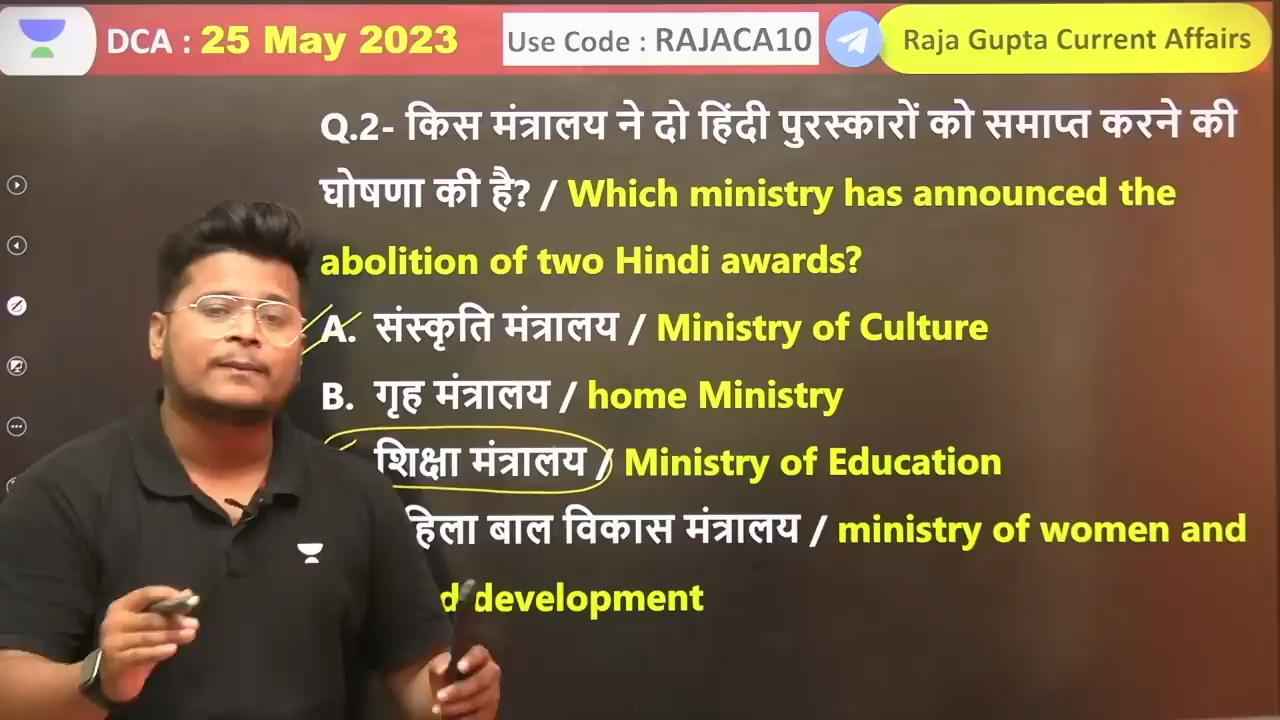 DCA : 25 May 2023 Use Code : RAJACA10 Raja Gupta Current Affairs
Q.2- किस मंत्रालय ने दो हिंदी पुरस्कारों को समाप्त करने की
घोषणा की है? / Which ministry has announced the
abolition of two Hindi awards?
A. संस्कृति मंत्रालय / Ministry of Culture
B. गृह मंत्रालय / home Ministry
शिक्षा मंत्रालय / Ministry of Education
हिला बाल विकास मंत्रालय / ministry of women and
d development